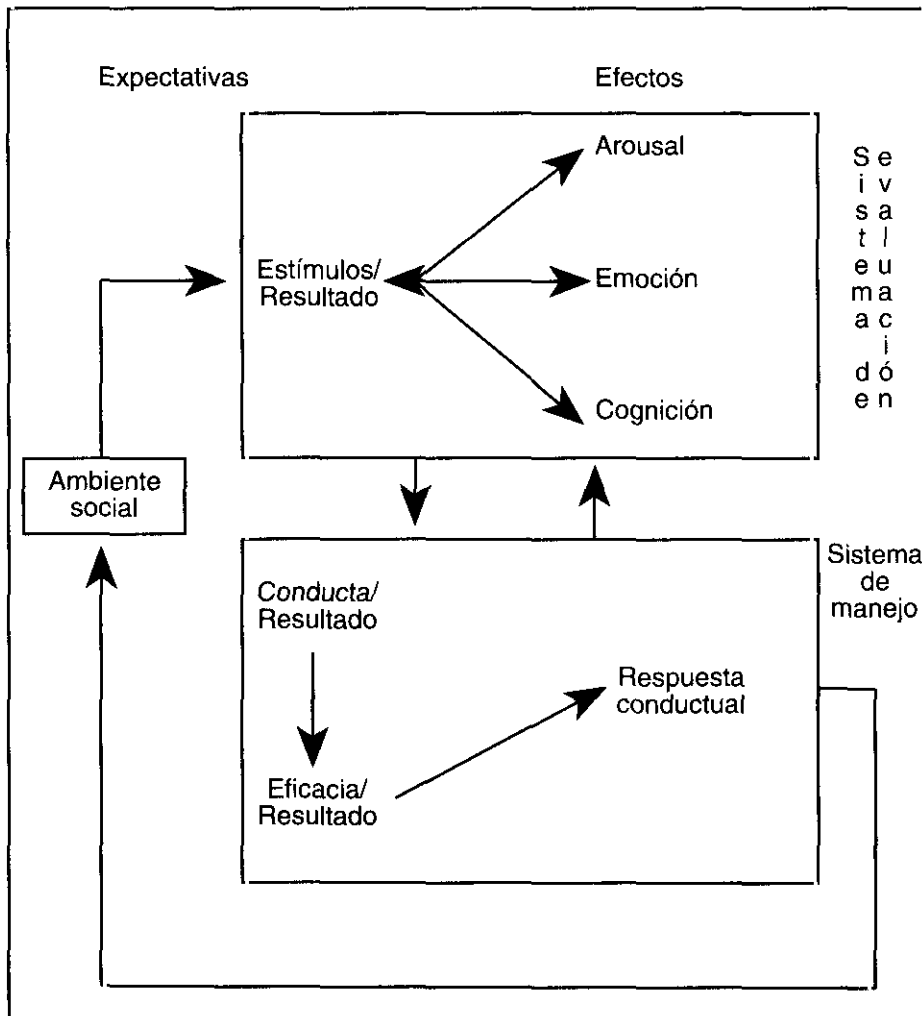 Expectativas
Efectos
Arousal
Estímulos/
Resultado
Emoción
Cognición
Sistema de
evaluación
Ambiente
social
Conducta/
Resultado
Eficacia/
Resultado
Respuesta
conductual
Sistema
de
manejo